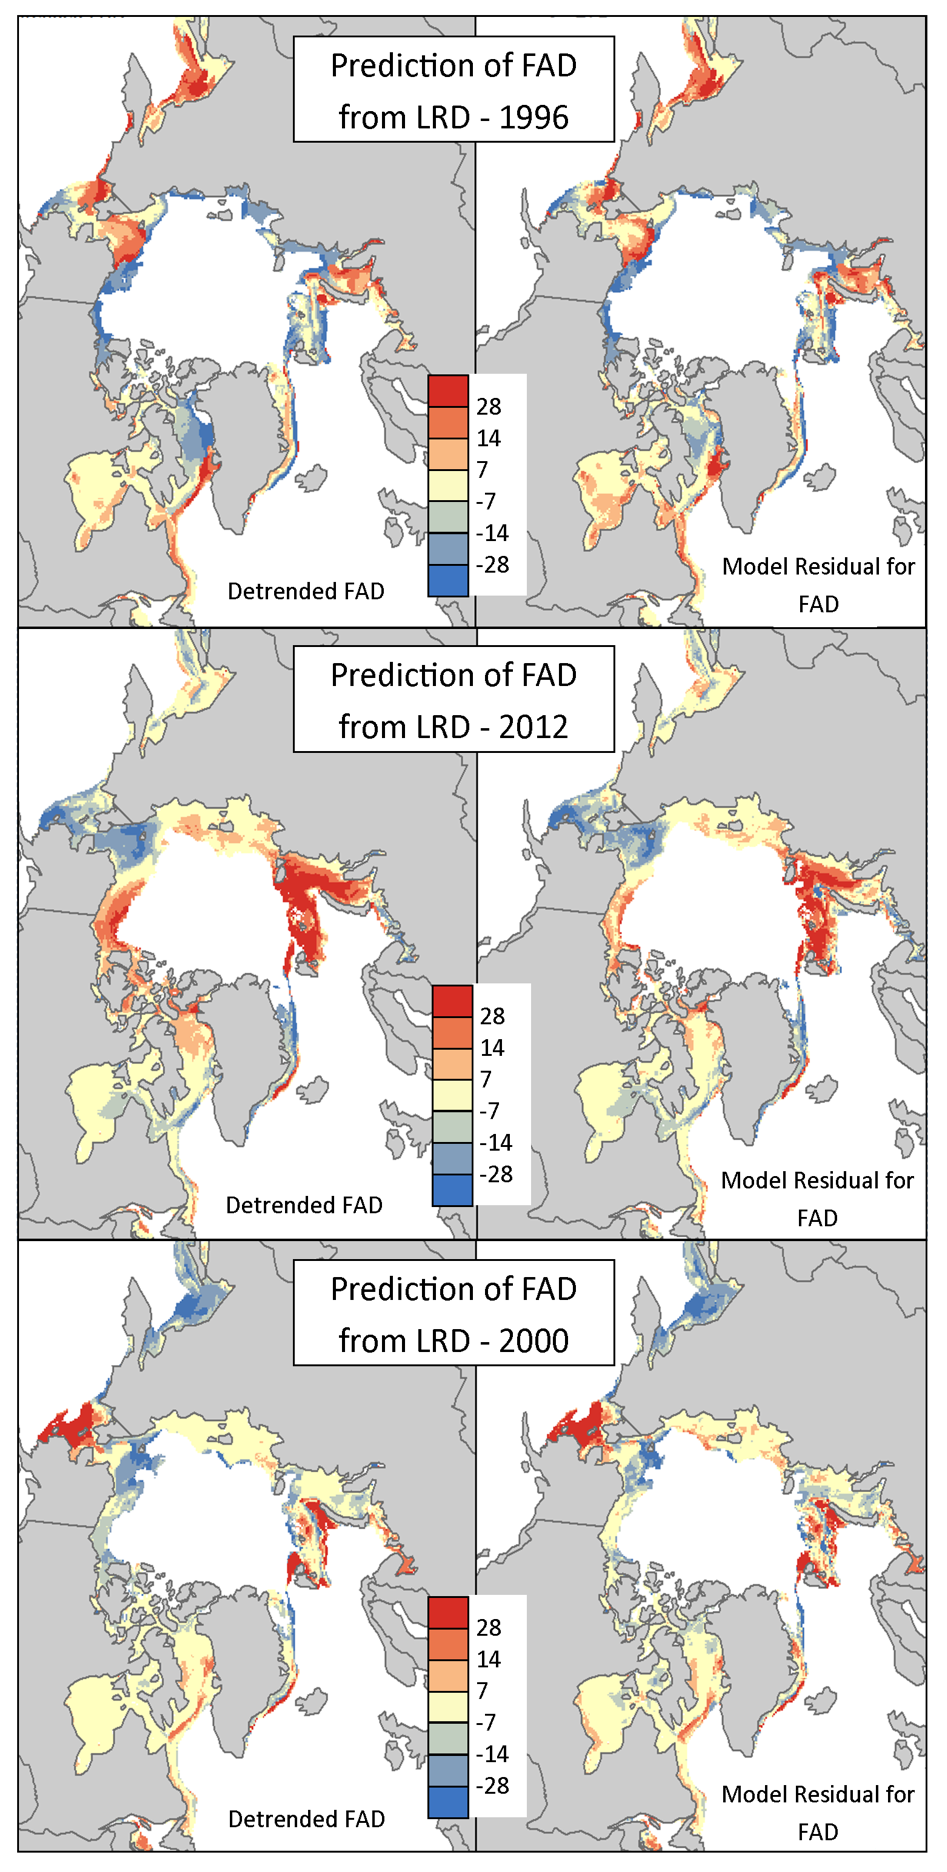 Prediction of FAD
from LRD - 1996
28
14
7
-7
-14
-28
Detrended FAD
Model Residual for
FAD
Prediction of FAD
from LRD - 2012
28
14
7
-7
-14
-28
Detrended FAD
Model Residual for
FAD
Prediction of FAD
from LRD - 2000
28
14
7
-7
-14
-28
Detrended FAD
Model Residual for
FAD